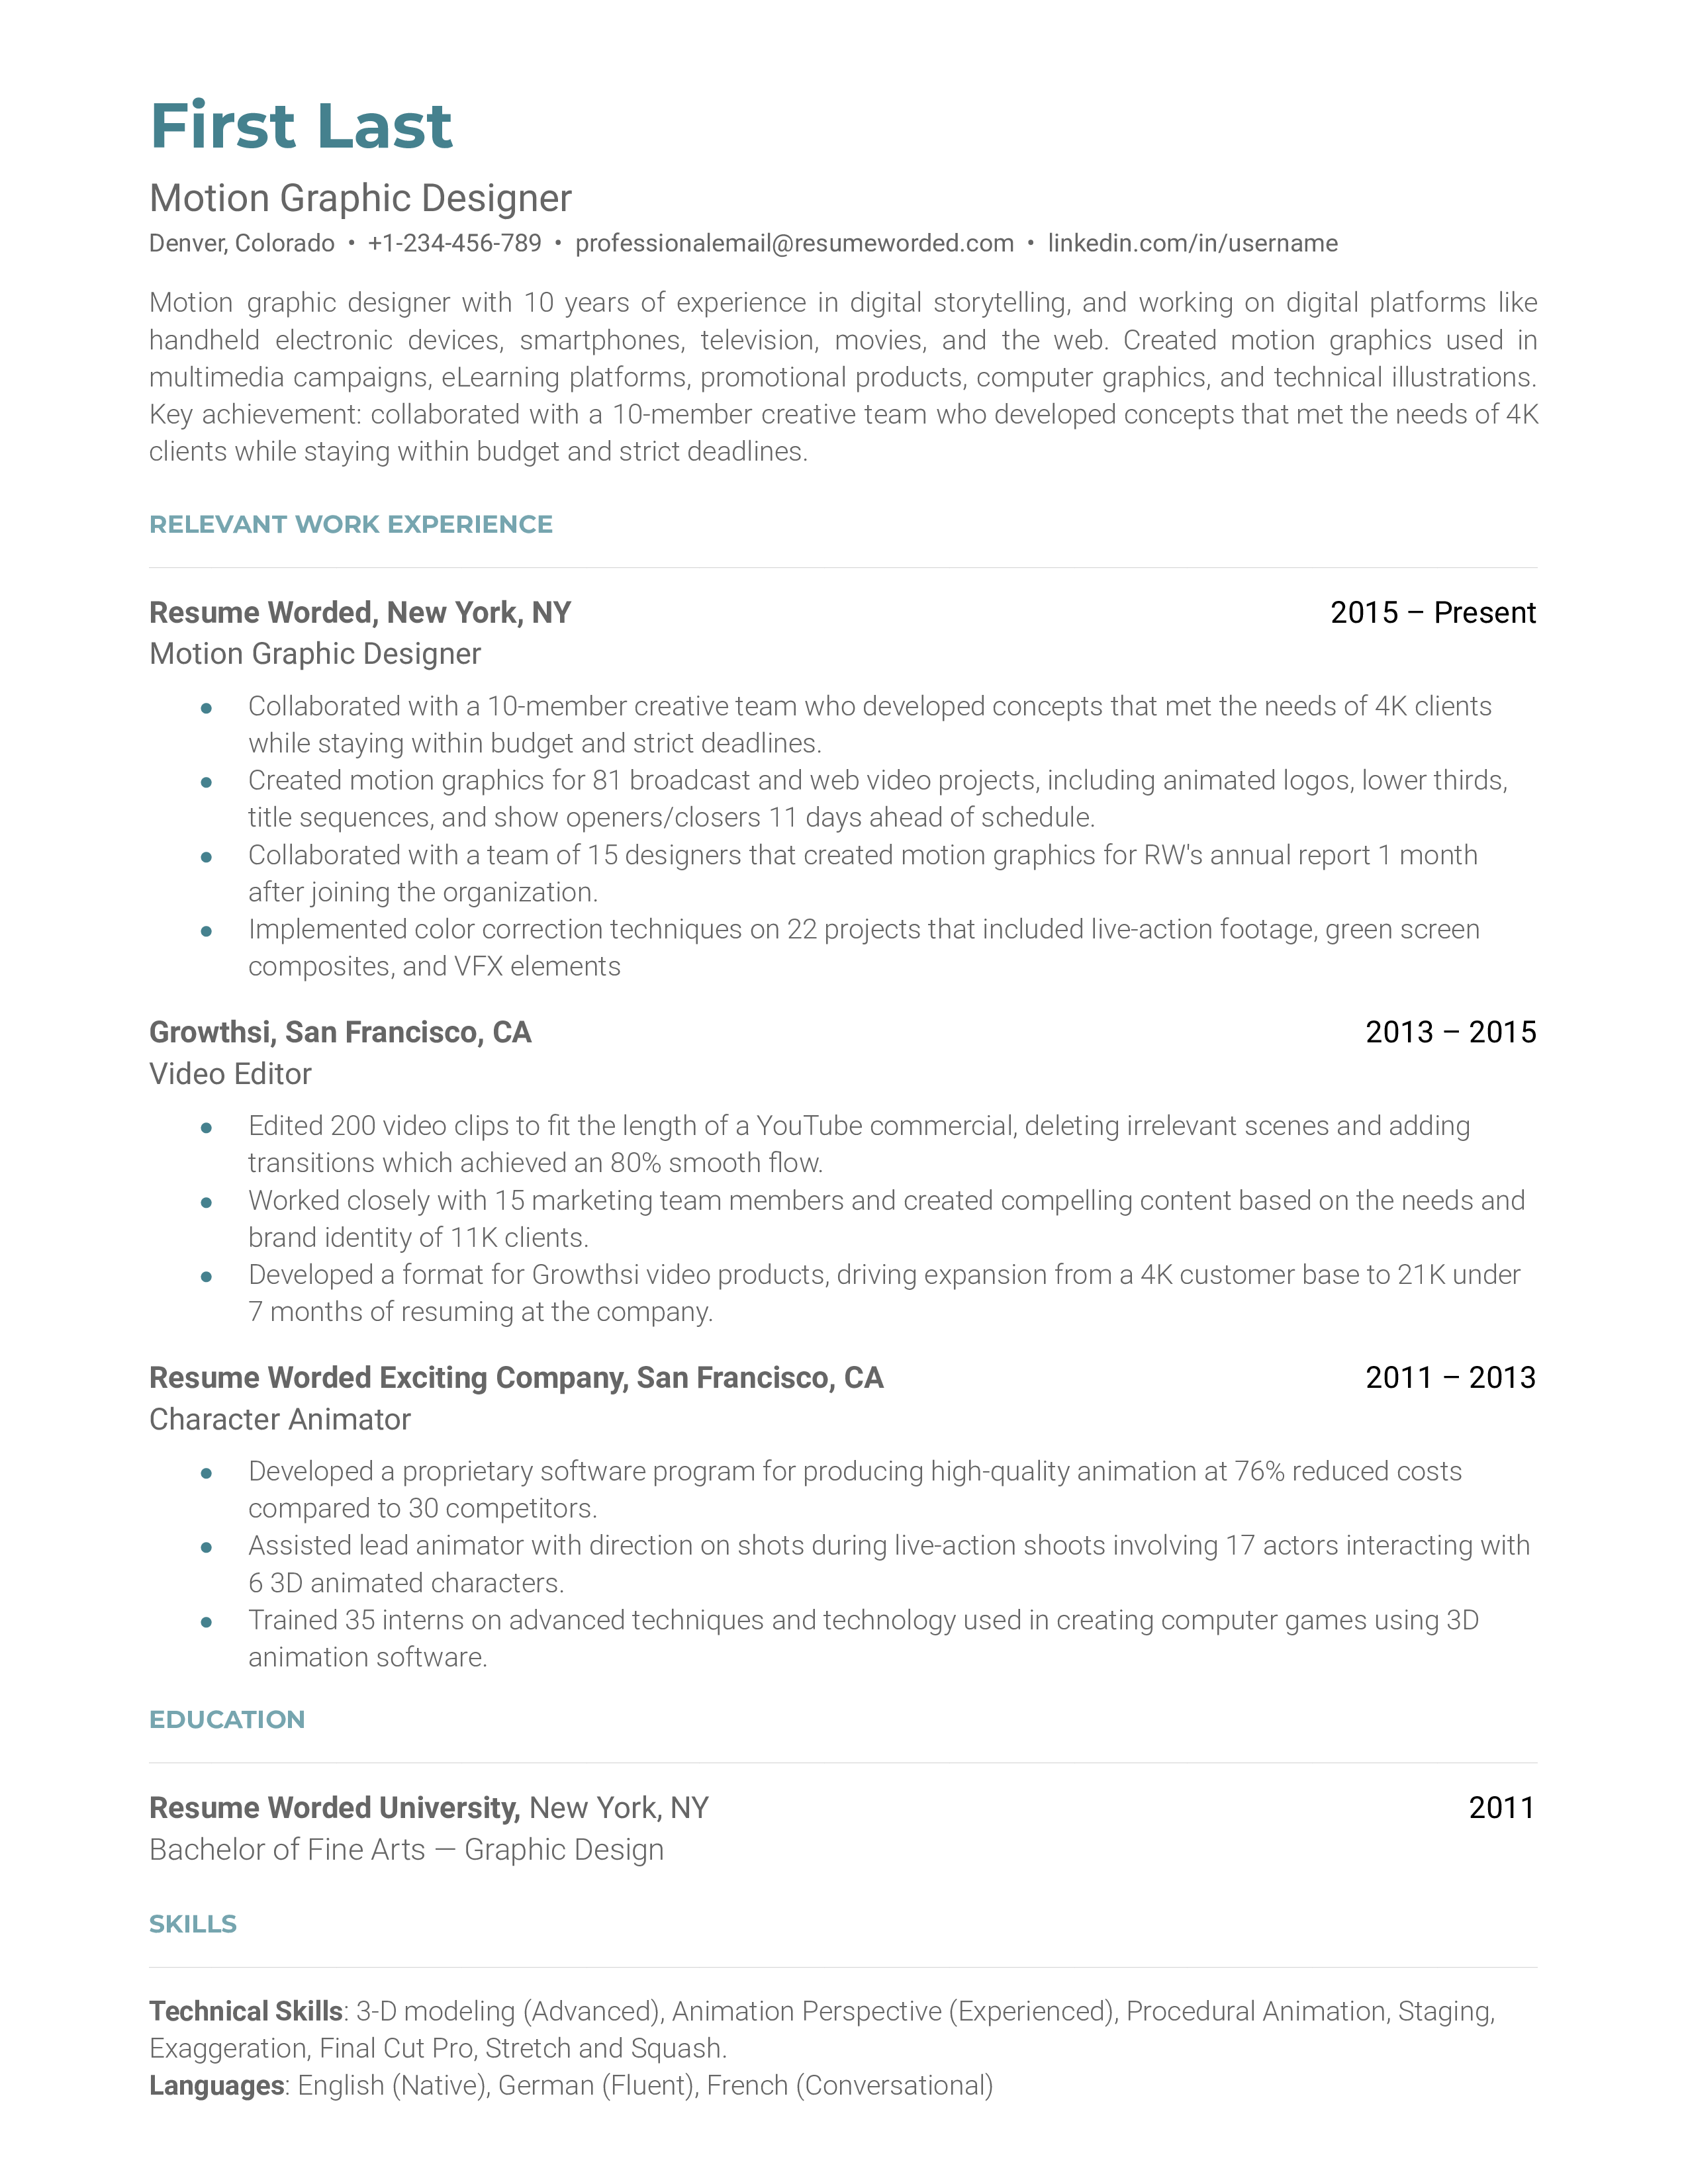 First Last
Motion Graphic Designer
Denver, Colorado • +1-234-456-789 • professionalemail@resumeworded.com • linkedin.com/in/username
Motion graphic designer with 10 years of experience in digital storytelling, and working on digital platforms like
handheld electronic devices, smartphones, television, movies, and the web. Created motion graphics used in
multimedia campaigns, eLearning platforms, promotional products, computer graphics, and technical illustrations.
Key achievement: collaborated with a 10-member creative team who developed concepts that met the needs of 4K
clients while staying within budget and strict deadlines.
RELEVANT WORK EXPERIENCE
Resume Worded, New York, NY 2015 – Present
Motion Graphic Designer
• Collaborated with a 10-member creative team who developed concepts that met the needs of 4K clients
while staying within budget and strict deadlines.
• Created motion graphics for 81 broadcast and web video projects, including animated logos, lower thirds,
title sequences, and show openers/closers 11 days ahead of schedule.
• Collaborated with a team of 15 designers that created motion graphics for RW's annual report 1 month
after joining the organization.
• Implemented color correction techniques on 22 projects that included live-action footage, green screen
composites, and VFX elements
Growthsi, San Francisco, CA 2013 – 2015
Video Editor
• Edited 200 video clips to fit the length of a YouTube commercial, deleting irrelevant scenes and adding
transitions which achieved an 80% smooth flow.
• Worked closely with 15 marketing team members and created compelling content based on the needs and
brand identity of 11K clients.
• Developed a format for Growthsi video products, driving expansion from a 4K customer base to 21K under
7 months of resuming at the company.
Resume Worded Exciting Company, San Francisco, CA 2011 – 2013
Character Animator
• Developed a proprietary software program for producing high-quality animation at 76% reduced costs
compared to 30 competitors.
• Assisted lead animator with direction on shots during live-action shoots involving 17 actors interacting with
6 3D animated characters.
• Trained 35 interns on advanced techniques and technology used in creating computer games using 3D
animation software.
EDUCATION
Resume Worded University, New York, NY 2011
Bachelor of Fine Arts — Graphic Design
SKILLS
Technical Skills: 3-D modeling (Advanced), Animation Perspective (Experienced), Procedural Animation, Staging,
Exaggeration, Final Cut Pro, Stretch and Squash.
Languages: English (Native), German (Fluent), French (Conversational)